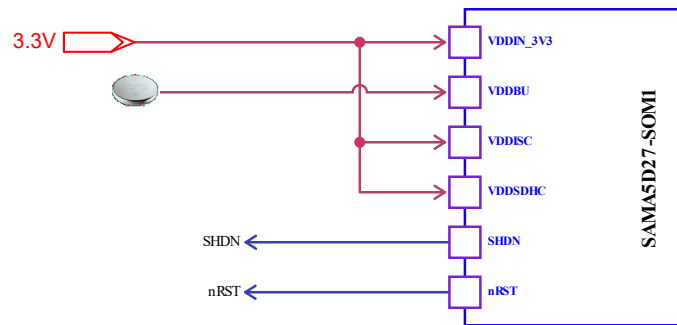 3.3V
VDDIN_3V3
VDDBU
VDDISC
VDDSDHC
SHDN
SHDN
nRST
nRST
SAMA5D27-SOM1